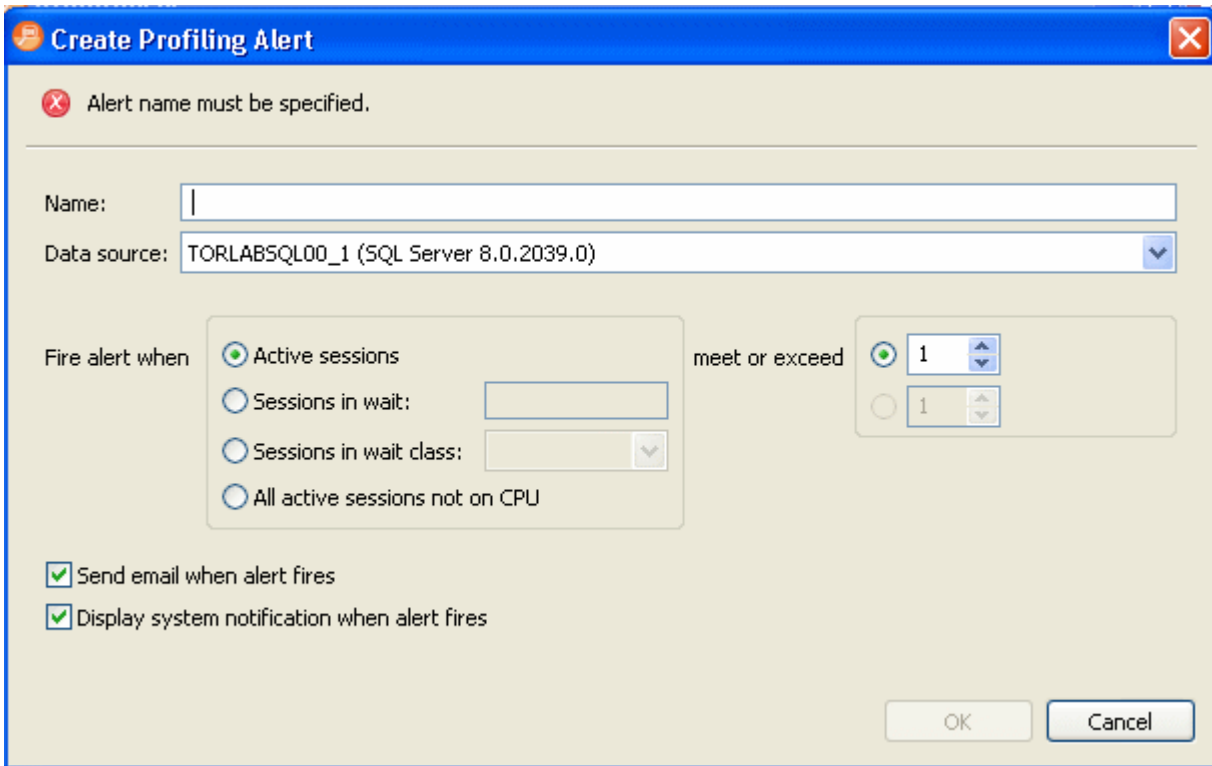 Create Profiling Alert
Alert name must be specified.
Name:
Data source: TORLABSQL00_1 (SQL Server 8.0.2039.0)
Fire alert when Active sessions meet or exceed 1
Sessions in wait: 1
Sessions in wait class:
All active sessions not on CPU
Send email when alert fires
Display system notification when alert fires
OK Cancel